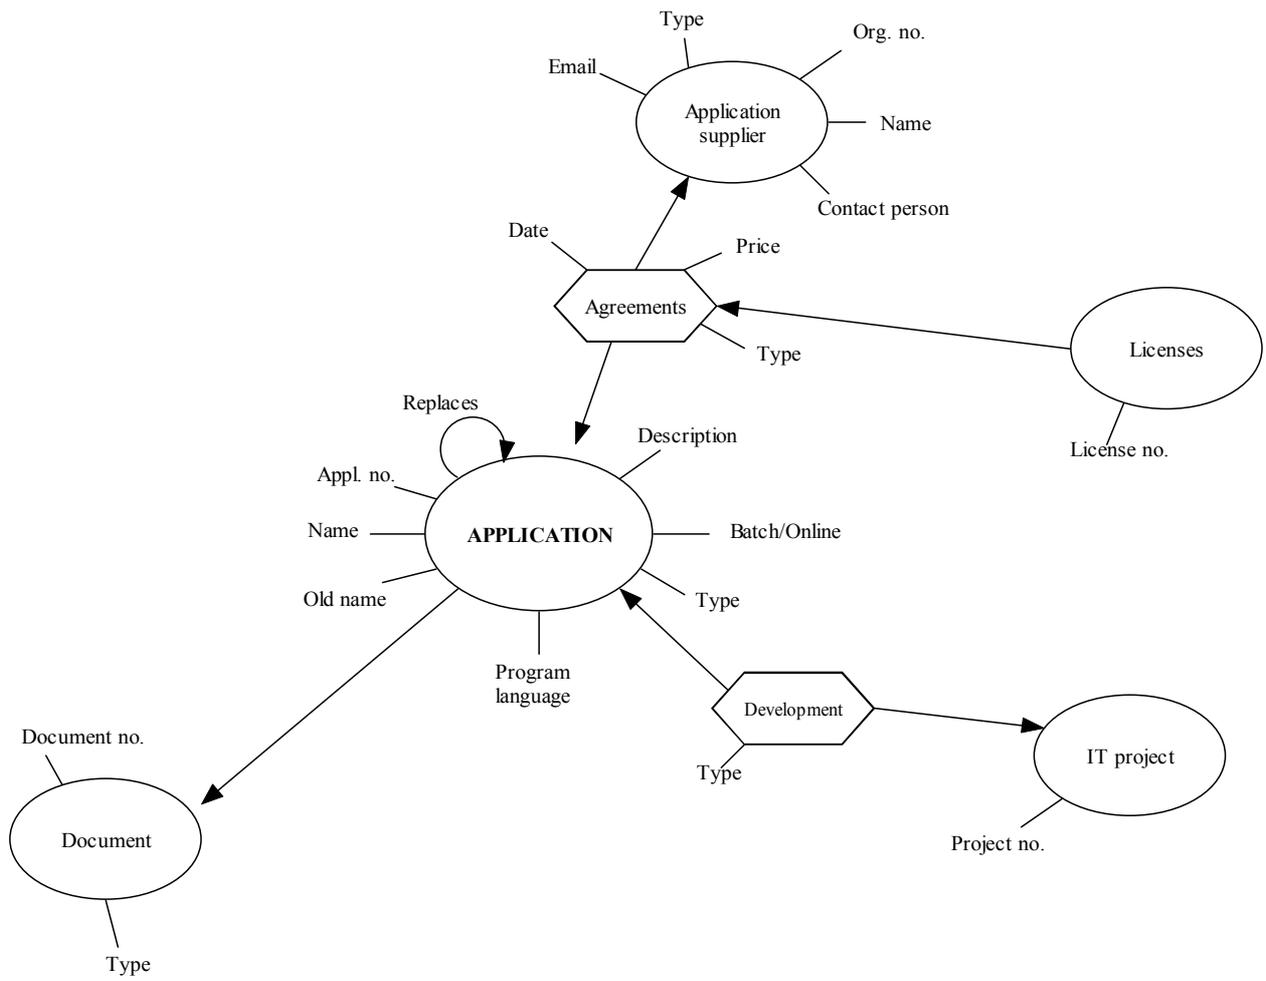 Type
Org. no.
Email
Application
supplier
Name
Contact person
Date
Price
Agreements
Type
Licenses
License no.
Replaces
Description
Appl. no.
Name
APPLICATION
Batch/Online
Old name
Type
Program
language
Development
Type
IT project
Project no.
Document no.
Document
Type